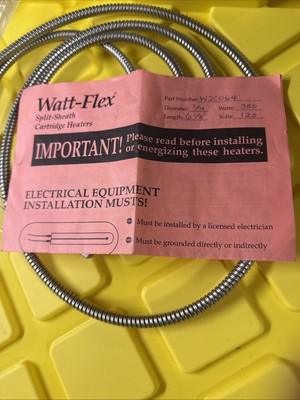 Watt-Flex®
Split-Sheath
Cartridge Heaters
Part Number
Diameter 3/4" Watts 350
Length Volts 120
IMPORTANT! Please read before installing
or energizing these heaters.
ELECTRICAL EQUIPMENT
INSTALLATION MUSTS!
Must be installed by a licensed electrician
Must be grounded directly or indirectly